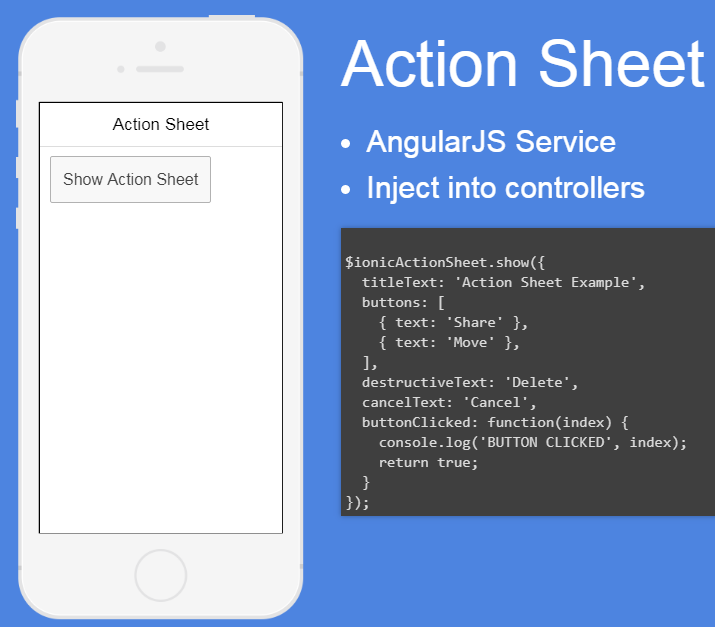 Action Sheet
Show Action Sheet
Action Sheet
• AngularJS Service
• Inject into controllers
$ionicActionSheet.show({
  titleText: 'Action Sheet Example',
  buttons: [
    { text: 'Share' },
    { text: 'Move' },
  ],
  destructiveText: 'Delete',
  cancelText: 'Cancel',
  buttonClicked: function(index) {
    console.log('BUTTON CLICKED', index);
    return true;
  }
});